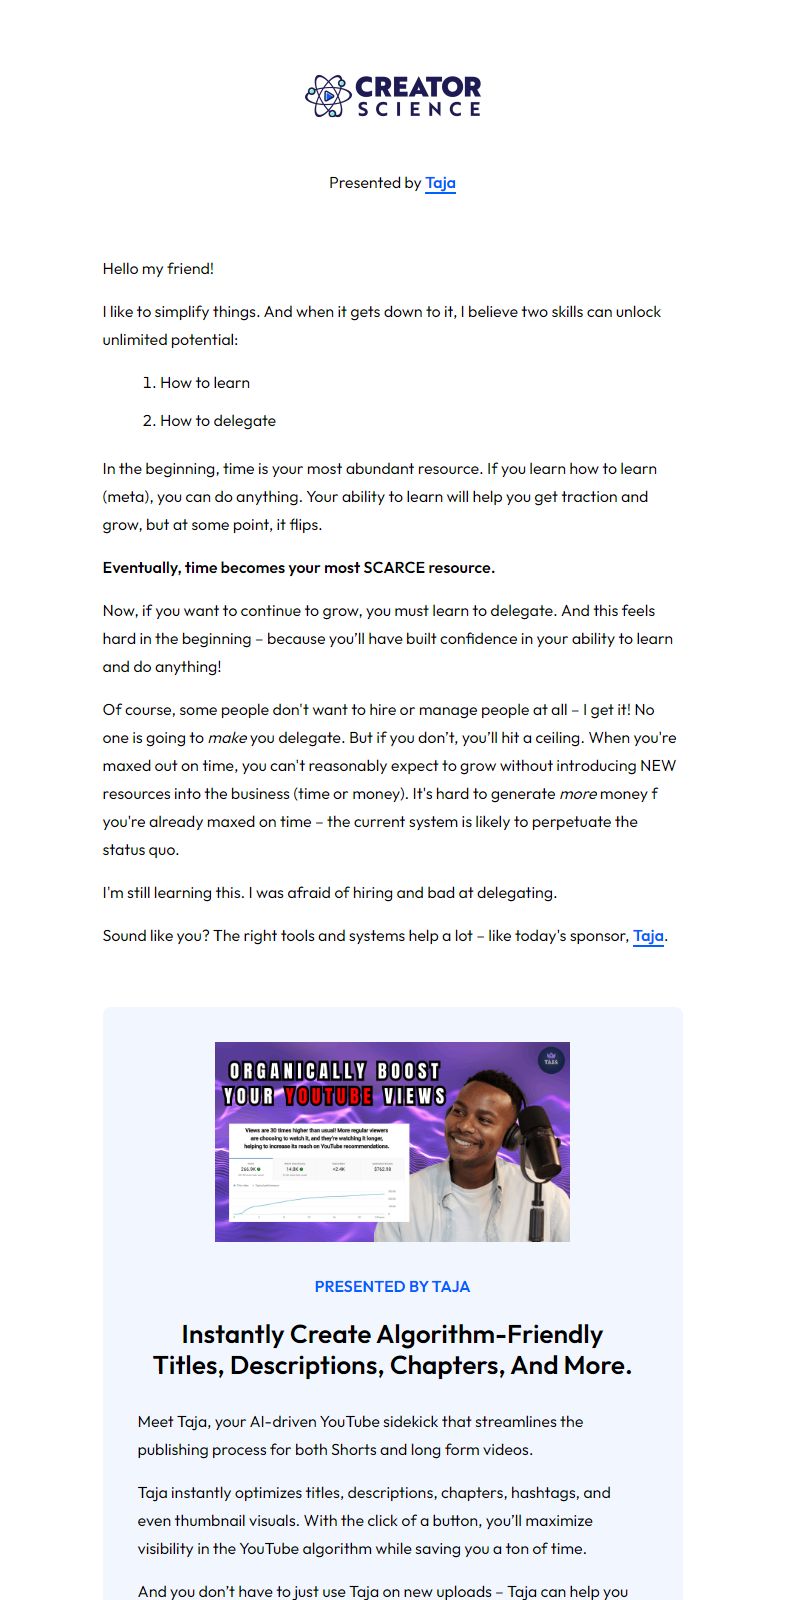 CREATOR
SCIENCE
Presented by Taja
Hello my friend!
I like to simplify things. And when it gets down to it, I believe two skills can unlock
unlimited potential:
1. How to learn
2. How to delegate
In the beginning, time is your most abundant resource. If you learn how to learn
(meta), you can do anything. Your ability to learn will help you get traction and
grow, but at some point, it flips.
Eventually, time becomes your most SCARCE resource.
Now, if you want to continue to grow, you must learn to delegate. And this feels
hard in the beginning – because you’ll have built confidence in your ability to learn
and do anything!
Of course, some people don't want to hire or manage people at all – I get it! No
one is going to make you delegate. But if you don’t, you’ll hit a ceiling. When you're
maxed out on time, you can't reasonably expect to grow without introducing NEW
resources into the business (time or money). It's hard to generate more money f
you're already maxed on time – the current system is likely to perpetuate the
status quo.
I'm still learning this. I was afraid of hiring and bad at delegating.
Sound like you? The right tools and systems help a lot – like today's sponsor, Taja.
TAJA
ORGANICALLY BOOST
YOUR YOUTUBE VIEWS
Views are 30 times higher than usual! More regular viewers
are choosing to watch it, and they're watching it longer,
helping to increase its reach on YouTube recommendations.
PRESENTED BY TAJA
Instantly Create Algorithm-Friendly
Titles, Descriptions, Chapters, And More.
Meet Taja, your AI-driven YouTube sidekick that streamlines the
publishing process for both Shorts and long form videos.
Taja instantly optimizes titles, descriptions, chapters, hashtags, and
even thumbnail visuals. With the click of a button, you’ll maximize
visibility in the YouTube algorithm while saving you a ton of time.
And you don’t have to just use Taja on new uploads – Taja can help you